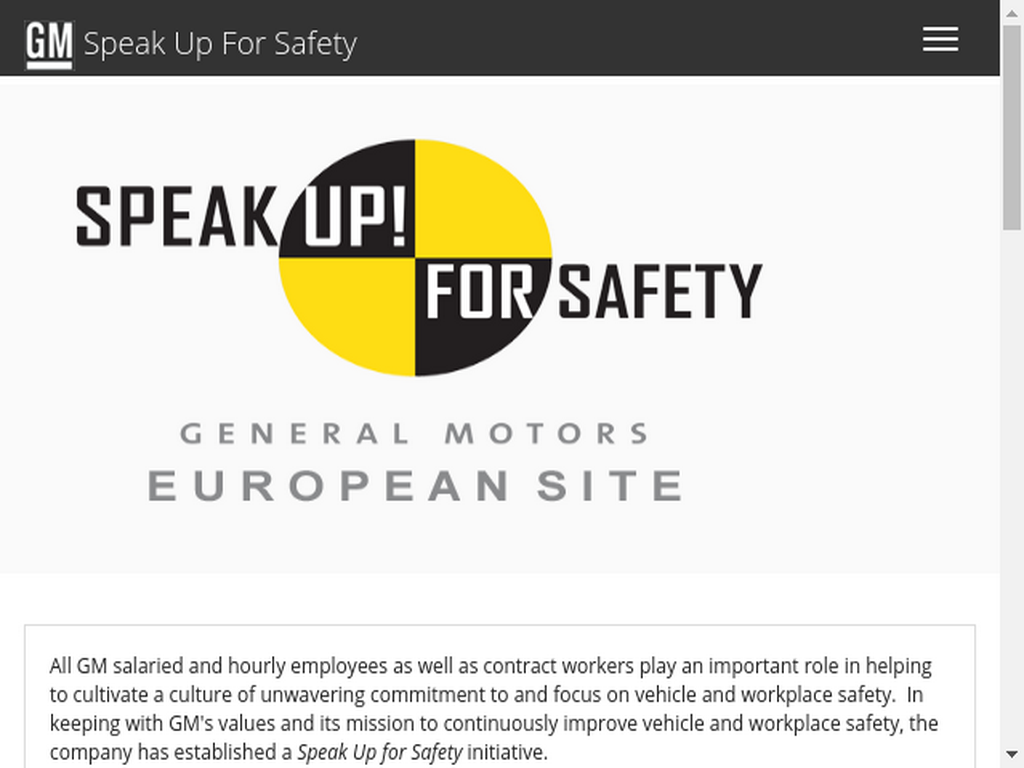 GM Speak Up For Safety
SPEAK UP!
FOR SAFETY
GENERAL MOTORS
EUROPEAN SITE
All GM salaried and hourly employees as well as contract workers play an important role in helping
to cultivate a culture of unwavering commitment to and focus on vehicle and workplace safety.  In
keeping with GM's values and its mission to continuously improve vehicle and workplace safety, the
company has established a Speak Up for Safety initiative.